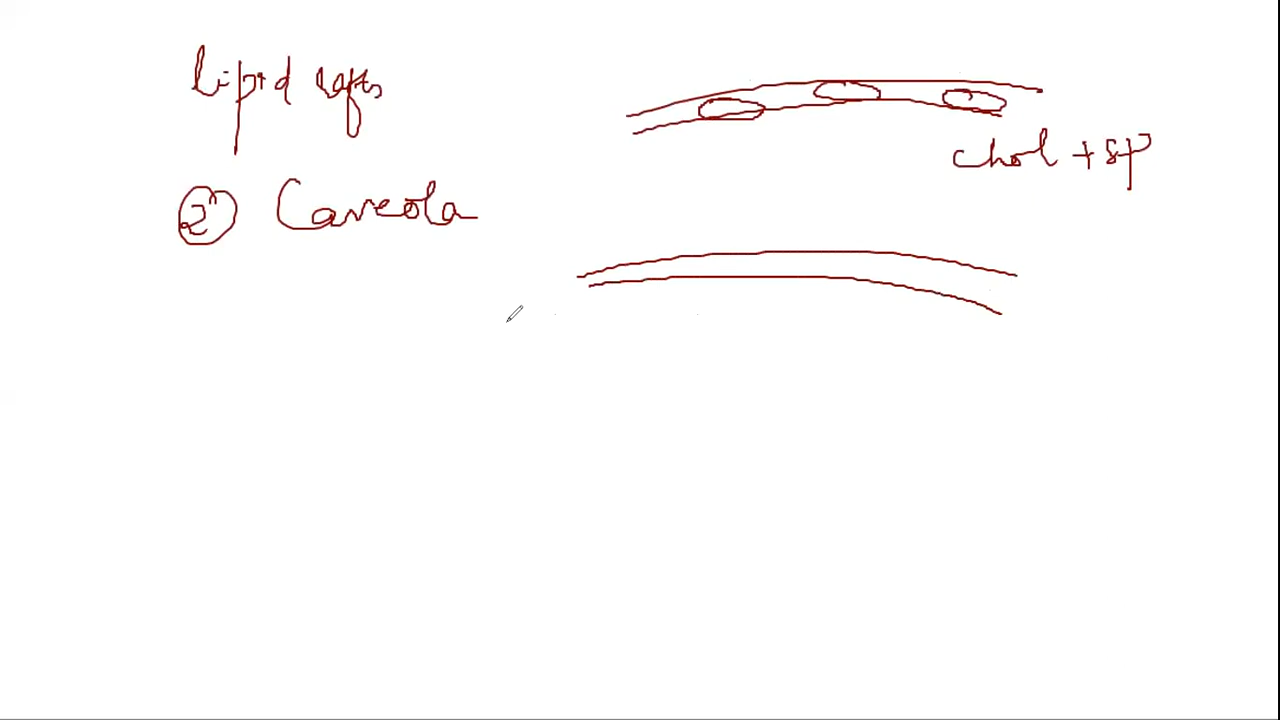 lipid rafts
chol + sp
② Caveola